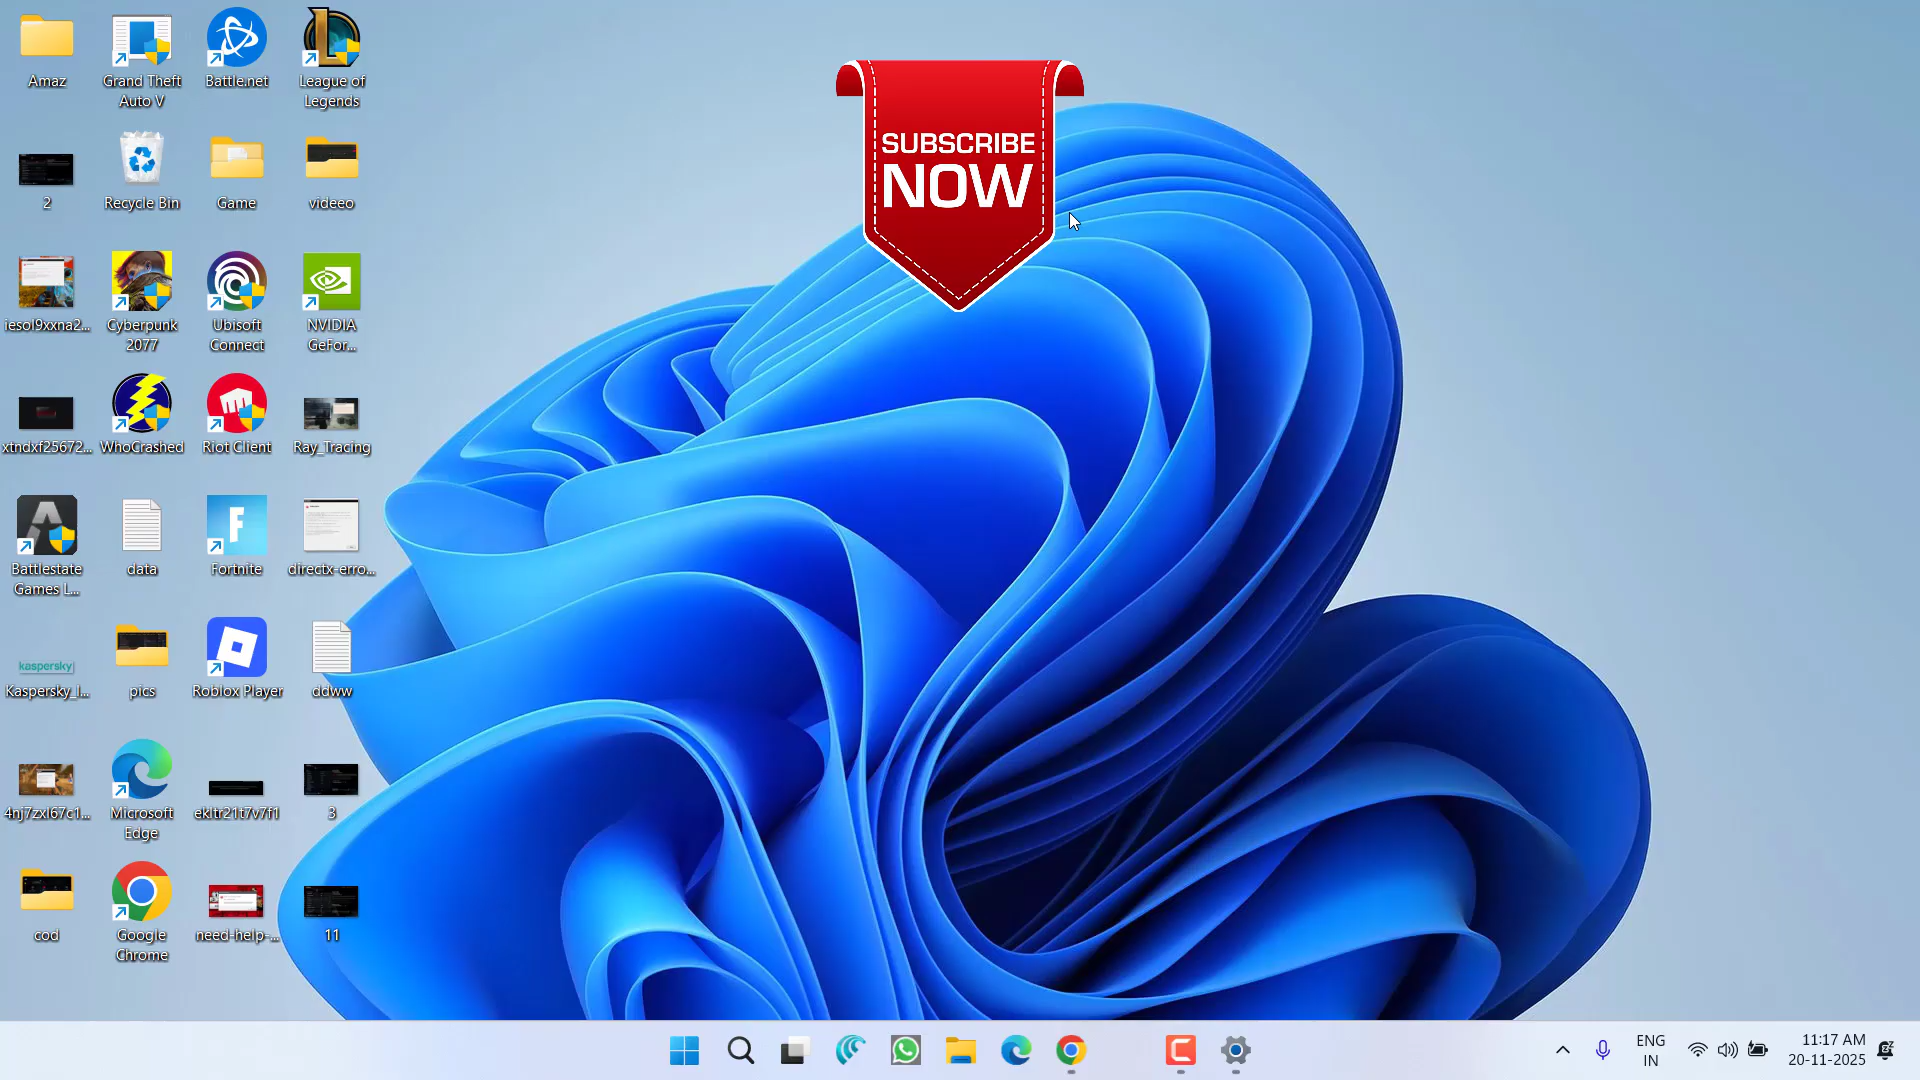 Amaz
Grand Theft
Auto V
Battle.net
League of
Legends
SUBSCRIBE
NOW
2
Recycle Bin
Game
videeo
iesol9xxna2...
Cyberpunk
2077
Ubisoft
Connect
NVIDIA
GeFor...
xtndxf25672...
WhoCrashed
Riot Client
Ray_Tracing
Battlestate
Games L...
data
Fortnite
directx-erro...
kaspersky
Kaspersky_l...
pics
Roblox Player
ddww
4hj7zxl67c1...
Microsoft
Edge
ekltr21t7v7f1
3
cod
Google
Chrome
need-help-...
11
ENG
IN
11:17 AM
20-11-2025